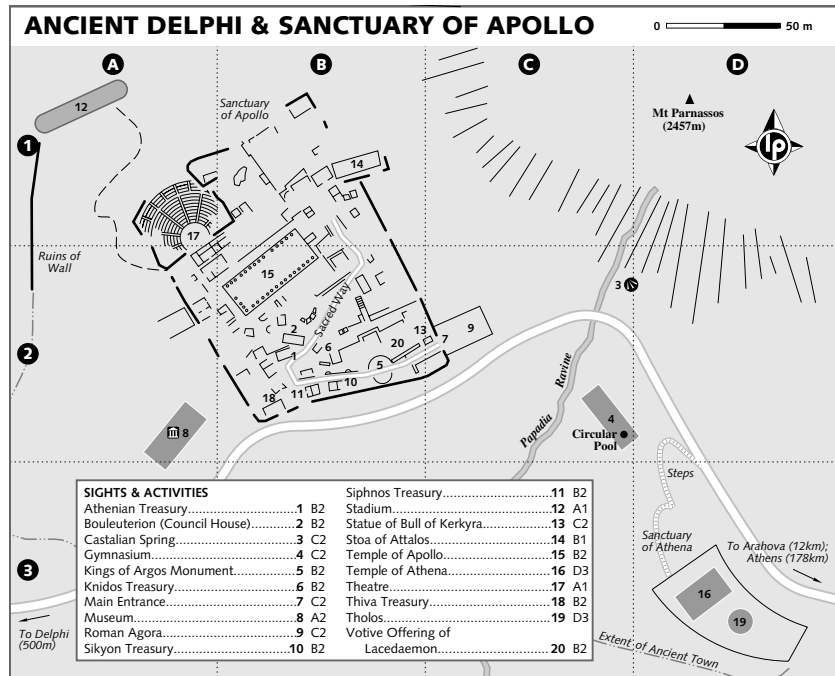 ANCIENT DELPHI & SANCTUARY OF APOLLO
0 50 m
A B C D
Sanctuary
of Apollo
Mt Parnassos
(2457m)
lp
12
1
14
17
Ruins of
Wall
15
3
Sacred Way
2
2
13
9
7
20
6
1
5
10
11
18
Papadia Ravine
4
Circular
Pool
8
Steps
Sanctuary
of Athena
To Arahova (12km);
Athens (178km)
3
16
19
To Delphi
(500m)
Extent of Ancient Town
SIGHTS & ACTIVITIES
Athenian Treasury 1 B2
Bouleuterion (Council House) 2 B2
Castalian Spring 3 C2
Gymnasium 4 C2
Kings of Argos Monument 5 B2
Knidos Treasury 6 B2
Main Entrance 7 C2
Museum 8 A2
Roman Agora 9 C2
Sikyon Treasury 10 B2
Siphnos Treasury 11 B2
Stadium 12 A1
Statue of Bull of Kerkyra 13 C2
Stoa of Attalos 14 B1
Temple of Apollo 15 B2
Temple of Athena 16 D3
Theatre 17 A1
Thiva Treasury 18 B2
Tholos 19 D3
Votive Offering of
Lacedaemon 20 B2